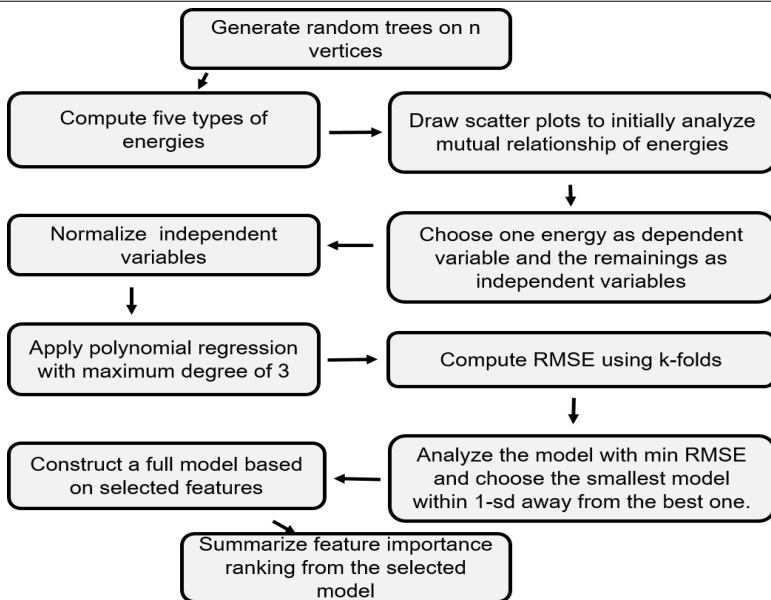 Generate random trees on n
vertices
Compute five types of
energies
Draw scatter plots to initially analyze
mutual relationship of energies
Choose one energy as dependent
variable and the remainings as
independent variables
Normalize independent
variables
Apply polynomial regression
with maximum degree of 3
Compute RMSE using k-folds
Analyze the model with min RMSE
and choose the smallest model
within 1-sd away from the best one.
Construct a full model based
on selected features
Summarize feature importance
ranking from the selected
model